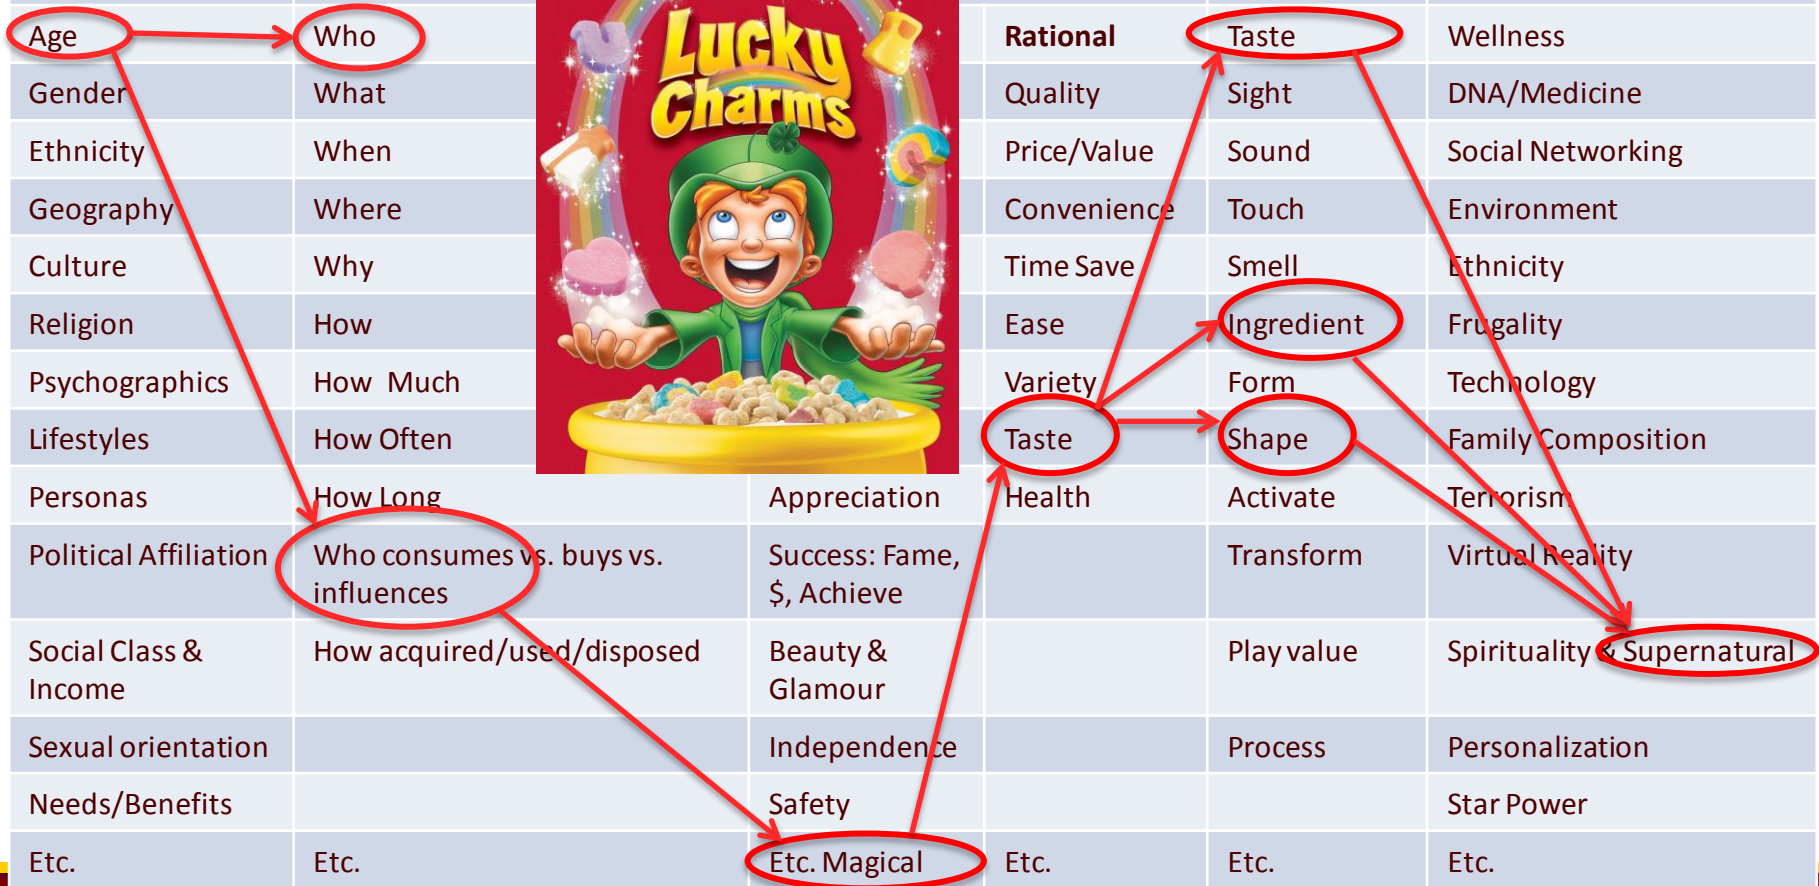 Lucky
Charms
Age Who Rational Taste Wellness
Gender What Quality Sight DNA/Medicine
Ethnicity When Price/Value Sound Social Networking
Geography Where Convenience Touch Environment
Culture Why Time Save Smell Ethnicity
Religion How Ease Ingredient Frugality
Psychographics How Much Variety Form Technology
Lifestyles How Often Taste Shape Family Composition
Personas How Long Appreciation Health Activate Terrorism
Political Affiliation Who consumes vs. buys vs. Success: Fame, Transform Virtual Reality
influences $, Achieve
Social Class & How acquired/used/disposed Beauty & Play value Spirituality & Supernatural
Income Glamour
Sexual orientation Independence Process Personalization
Needs/Benefits Safety Star Power
Etc. Etc. Etc. Magical Etc. Etc. Etc.